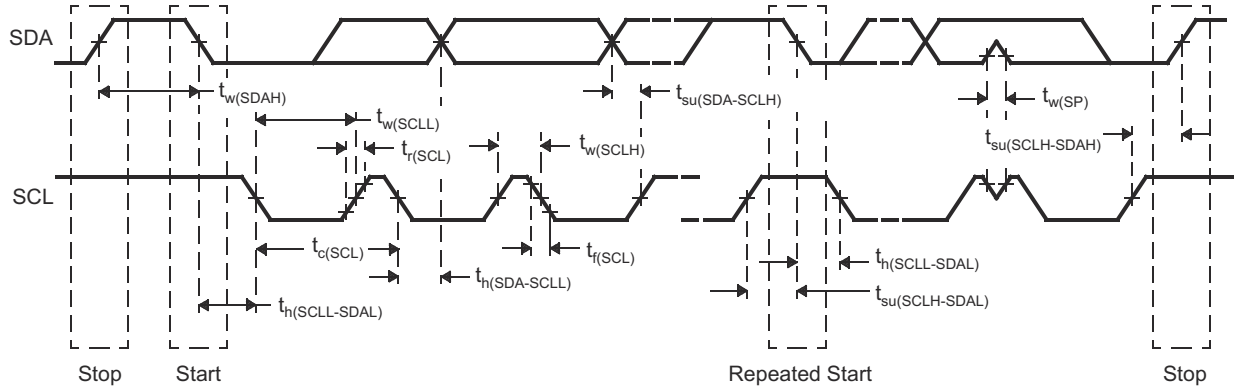 SDA
tw(SDAH)
tsu(SDA-SCLH)
tw(SP)
tw(SCLL)
tr(SCL)
tw(SCLH)
tsu(SCLH-SDAH)
SCL
tc(SCL)
tf(SCL)
th(SDA-SCLL)
th(SCLL-SDAL)
th(SCLL-SDAL)
tsu(SCLH-SDAL)
Stop
Start
Repeated Start
Stop